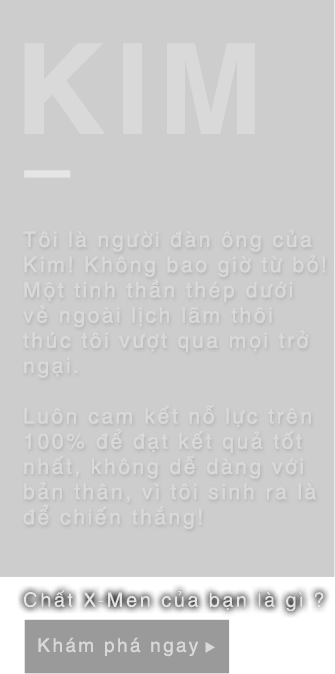 KIM
Tôi là người đàn ông của
Kim! Không bao giờ từ bỏ!
Một tinh thần thép dưới
vẻ ngoài lịch lãm thôi
thúc tôi vượt qua mọi trở
ngại.
Luôn cam kết nỗ lực trên
100% để đạt kết quả tốt
nhất, không dễ dàng với
bản thân, vì tôi sinh ra là
để chiến thắng!
Chất X-Men của bạn là gì ?
Khám phá ngay